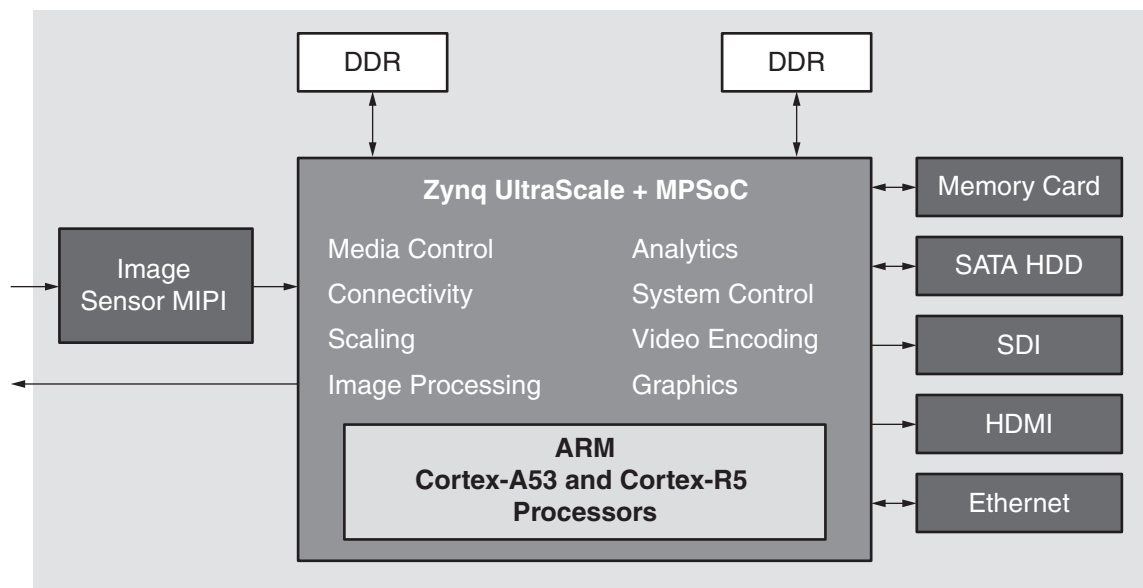 DDR
DDR
Zynq UltraScale + MPSoC
Media Control
Connectivity
Scaling
Image Processing
Analytics
System Control
Video Encoding
Graphics
ARM
Cortex-A53 and Cortex-R5
Processors
Image
Sensor MIPI
Memory Card
SATA HDD
SDI
HDMI
Ethernet